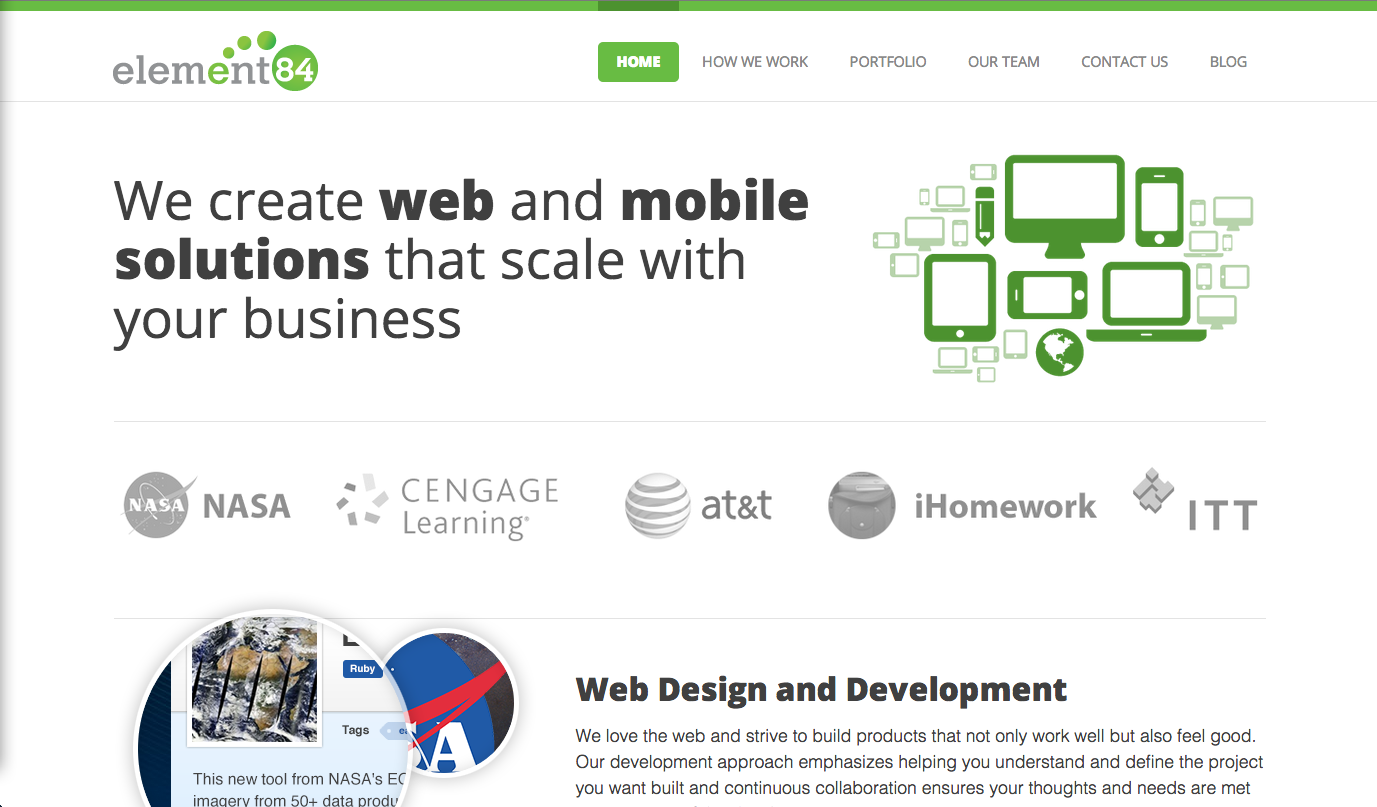 element84
HOME HOW WE WORK PORTFOLIO OUR TEAM CONTACT US BLOG
We create web and mobile
solutions that scale with
your business
NASA NASA
CENGAGE
Learning®
at&t
iHomework
ITT
Ruby
Tags
This new tool from NASA's
imagery from 50+ data
Web Design and Development
We love the web and strive to build products that not only work well but also feel good.
Our development approach emphasizes helping you understand and define the project
you want built and continuous collaboration ensures your thoughts and needs are met